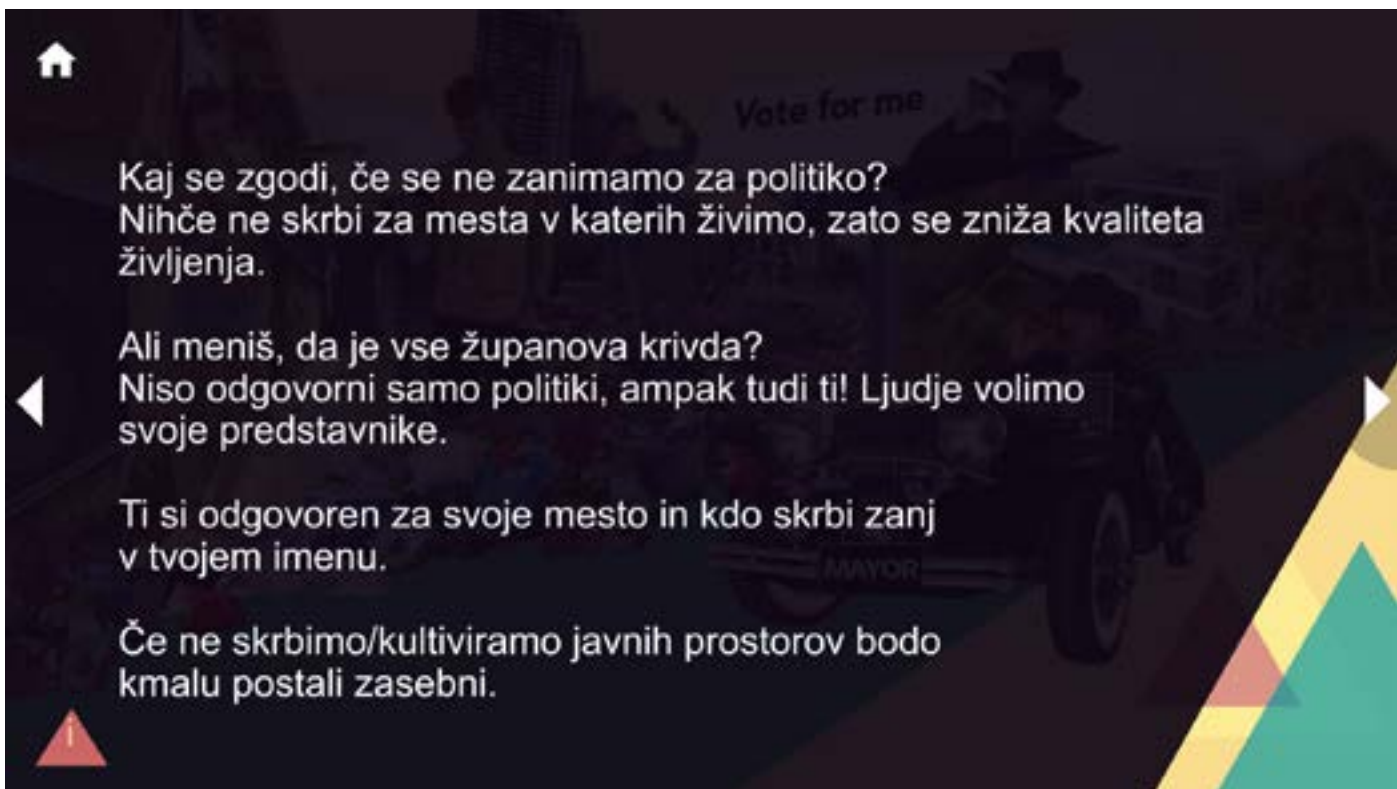 Vote for me
Kaj se zgodi, če se ne zanimamo za politiko?
Nihče ne skrbi za mesta v katerih živimo, zato se zniža kvaliteta
življenja.
Ali meniš, da je vse županova krivda?
Niso odgovorni samo politiki, ampak tudi ti! Ljudje volimo
svoje predstavnike.
Ti si odgovoren za svoje mesto in kdo skrbi zanj
v tvojem imenu.
MAYOR
Če ne skrbimo/kultiviramo javnih prostorov bodo
kmalu postali zasebni.
i